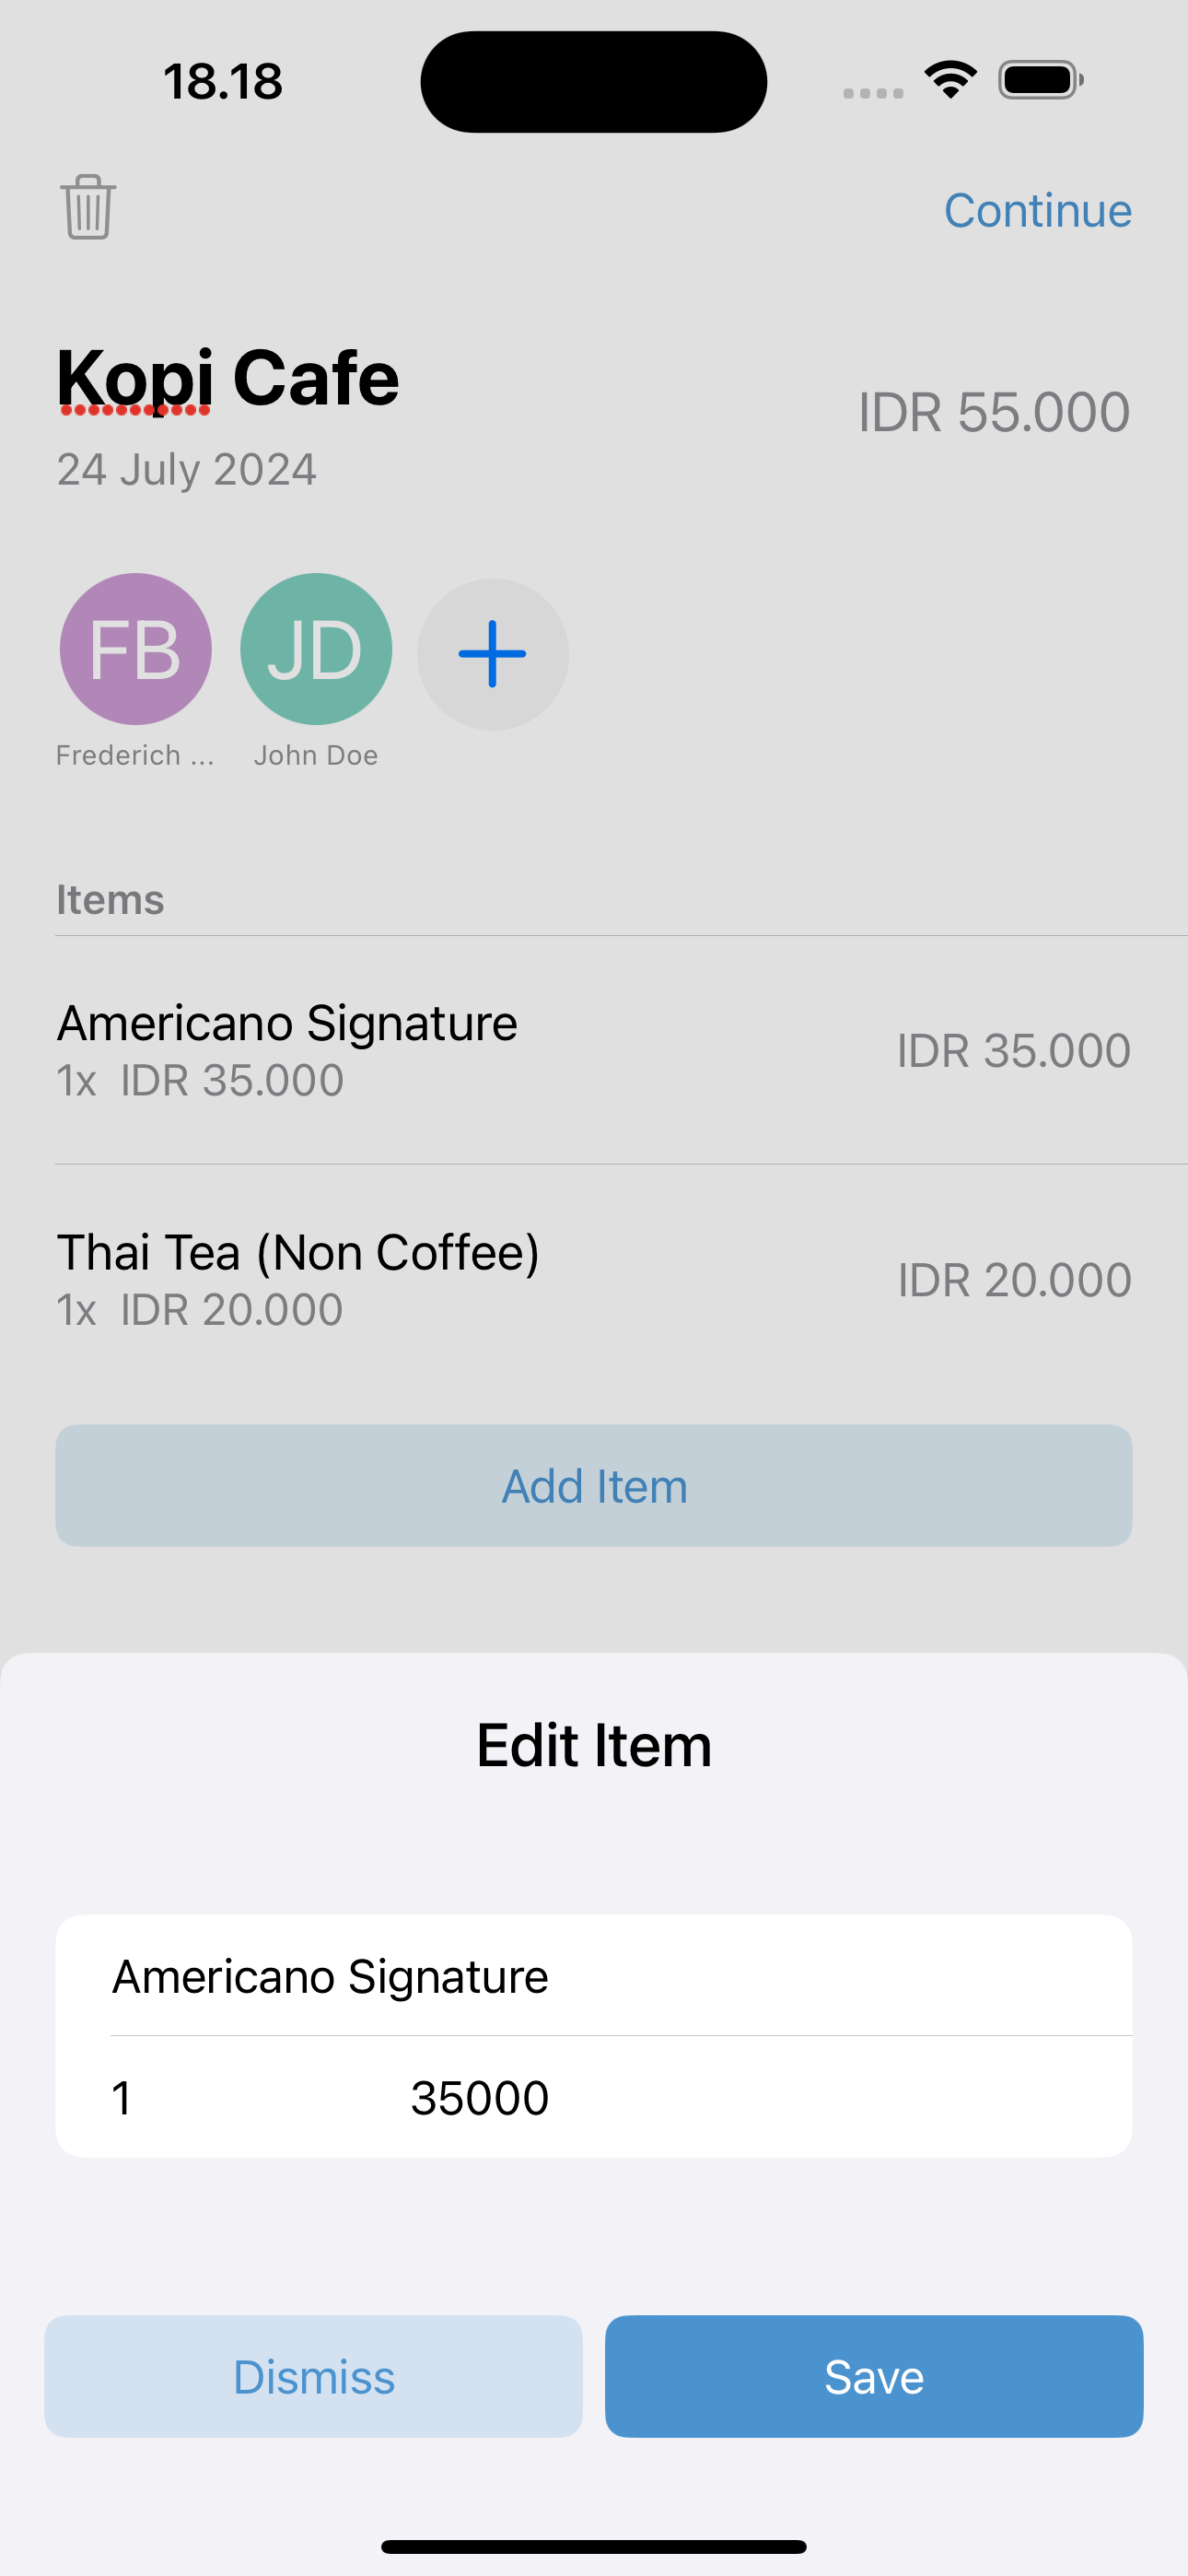 18.18
Continue
Kopi Cafe
IDR 55.000
24 July 2024
FB JD
Frederich ... John Doe
Items
Americano Signature
1x IDR 35.000
IDR 35.000
Thai Tea (Non Coffee)
1x IDR 20.000
IDR 20.000
Add Item
Edit Item
Americano Signature
1 35000
Dismiss Save